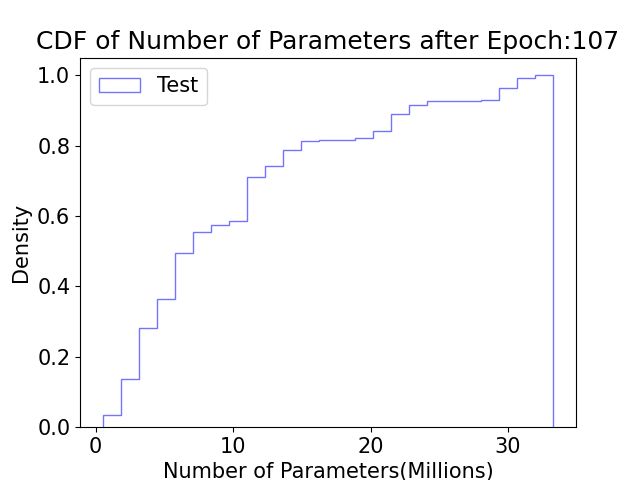 CDF of Number of Parameters after Epoch:107
Test
1.0
0.8
0.6
0.4
0.2
0.0
Density
0 10 20 30
Number of Parameters(Millions)